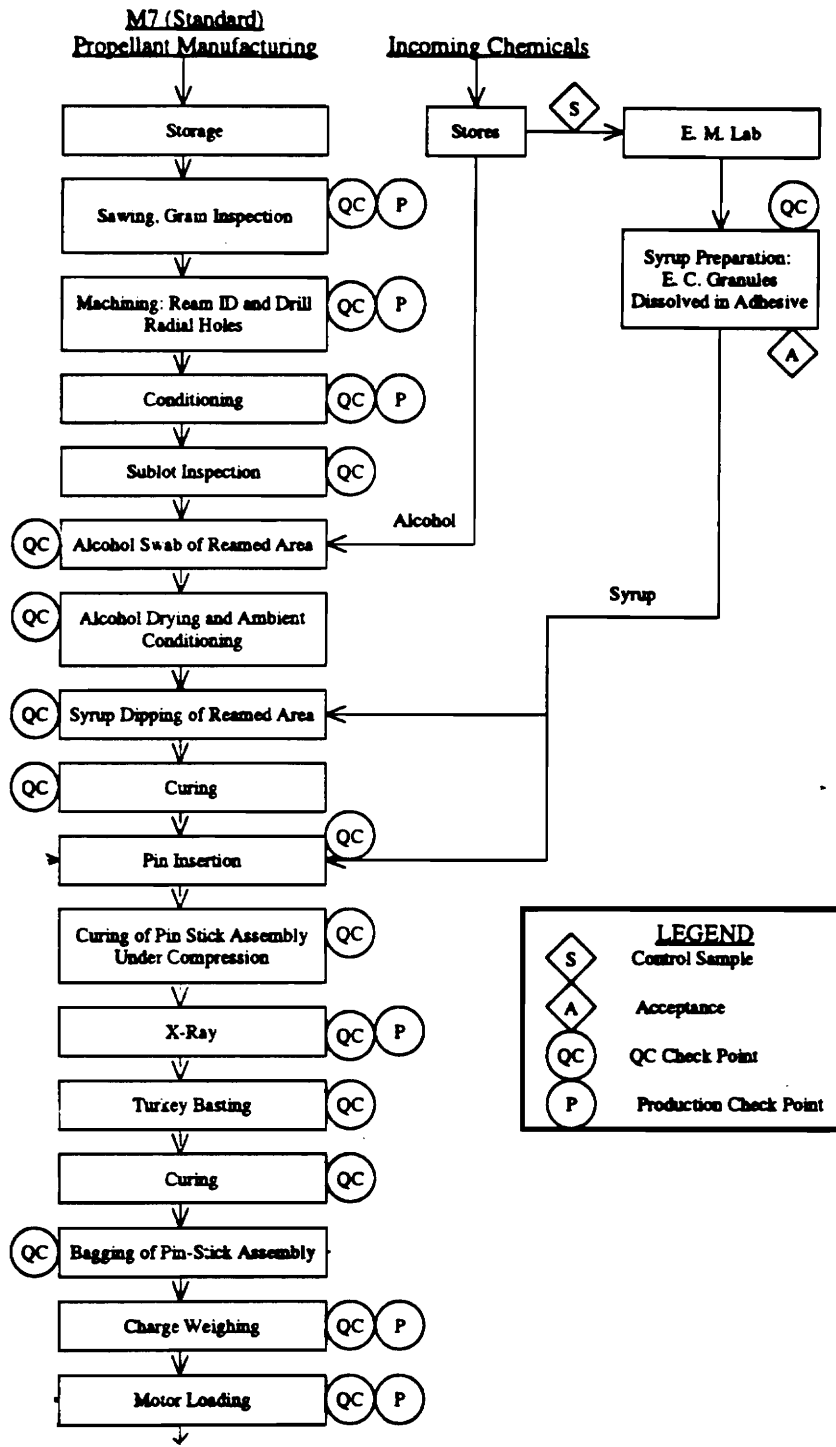 M7 (Standard)
Propellant Manufacturing
Incoming Chemicals
Storage
Stores
S
E. M. Lab
Sawing, Gram Inspection
QC
P
QC
Syrup Preparation:
E. C. Granules
Dissolved in Adhesive
A
Machining: Ream ID and Drill
Radial Holes
QC
P
Conditioning
QC
P
Sublot Inspection
QC
Alcohol
QC
Alcohol Swab of Reamed Area
Syrup
QC
Alcohol Drying and Ambient
Conditioning
QC
Syrup Dipping of Reamed Area
QC
Curing
QC
Pin Insertion
Curing of Pin Stick Assembly
Under Compression
QC
X-Ray
QC
P
Turkey Basting
QC
Curing
QC
QC
Bagging of Pin-Stick Assembly
Charge Weighing
QC
P
Motor Loading
QC
P
LEGEND
S
Control Sample
A
Acceptance
QC
QC Check Point
P
Production Check Point